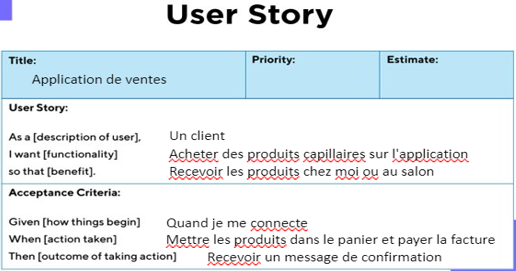 User Story
Title: Priority: Estimate:
Application de ventes
User Story:
As a [description of user], Un client
I want [functionality] Acheter des produits capillaires sur l'application
so that [benefit]. Recevoir les produits chez moi ou au salon
Acceptance Criteria:
Given [how things begin] Quand je me connecte
When [action taken] Mettre les produits dans le panier et payer la facture
Then [outcome of taking action] Recevoir un message de confirmation